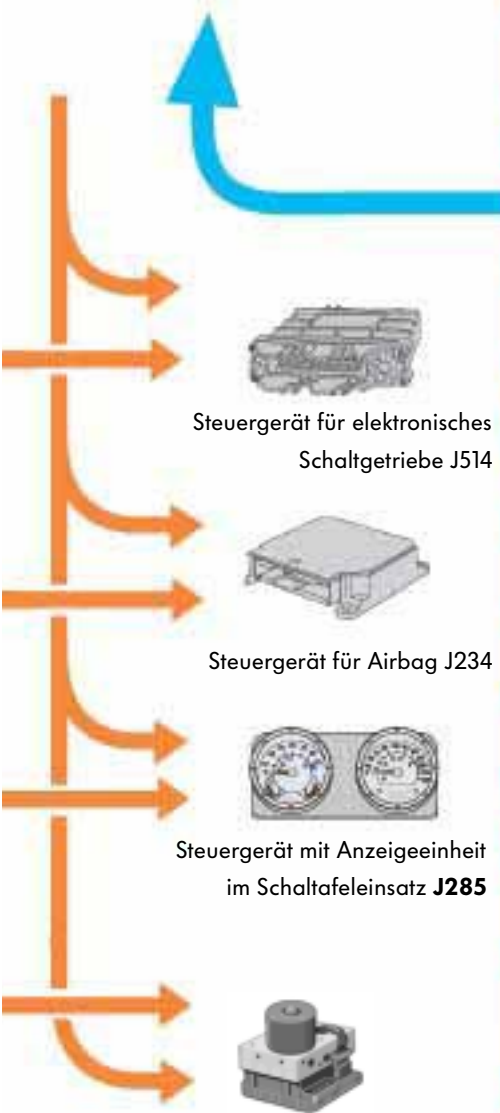 Steuergerät für elektronisches
Schaltgetriebe J514
Steuergerät für Airbag J234
Steuergerät mit Anzeigeeinheit
im Schaltafeleinsatz J285